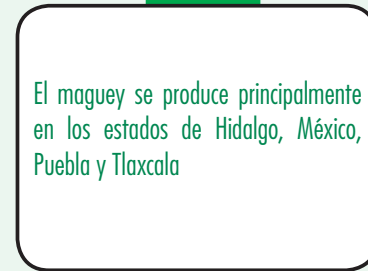 El maguey se produce principalmente
en los estados de Hidalgo, México,
Puebla y Tlaxcala